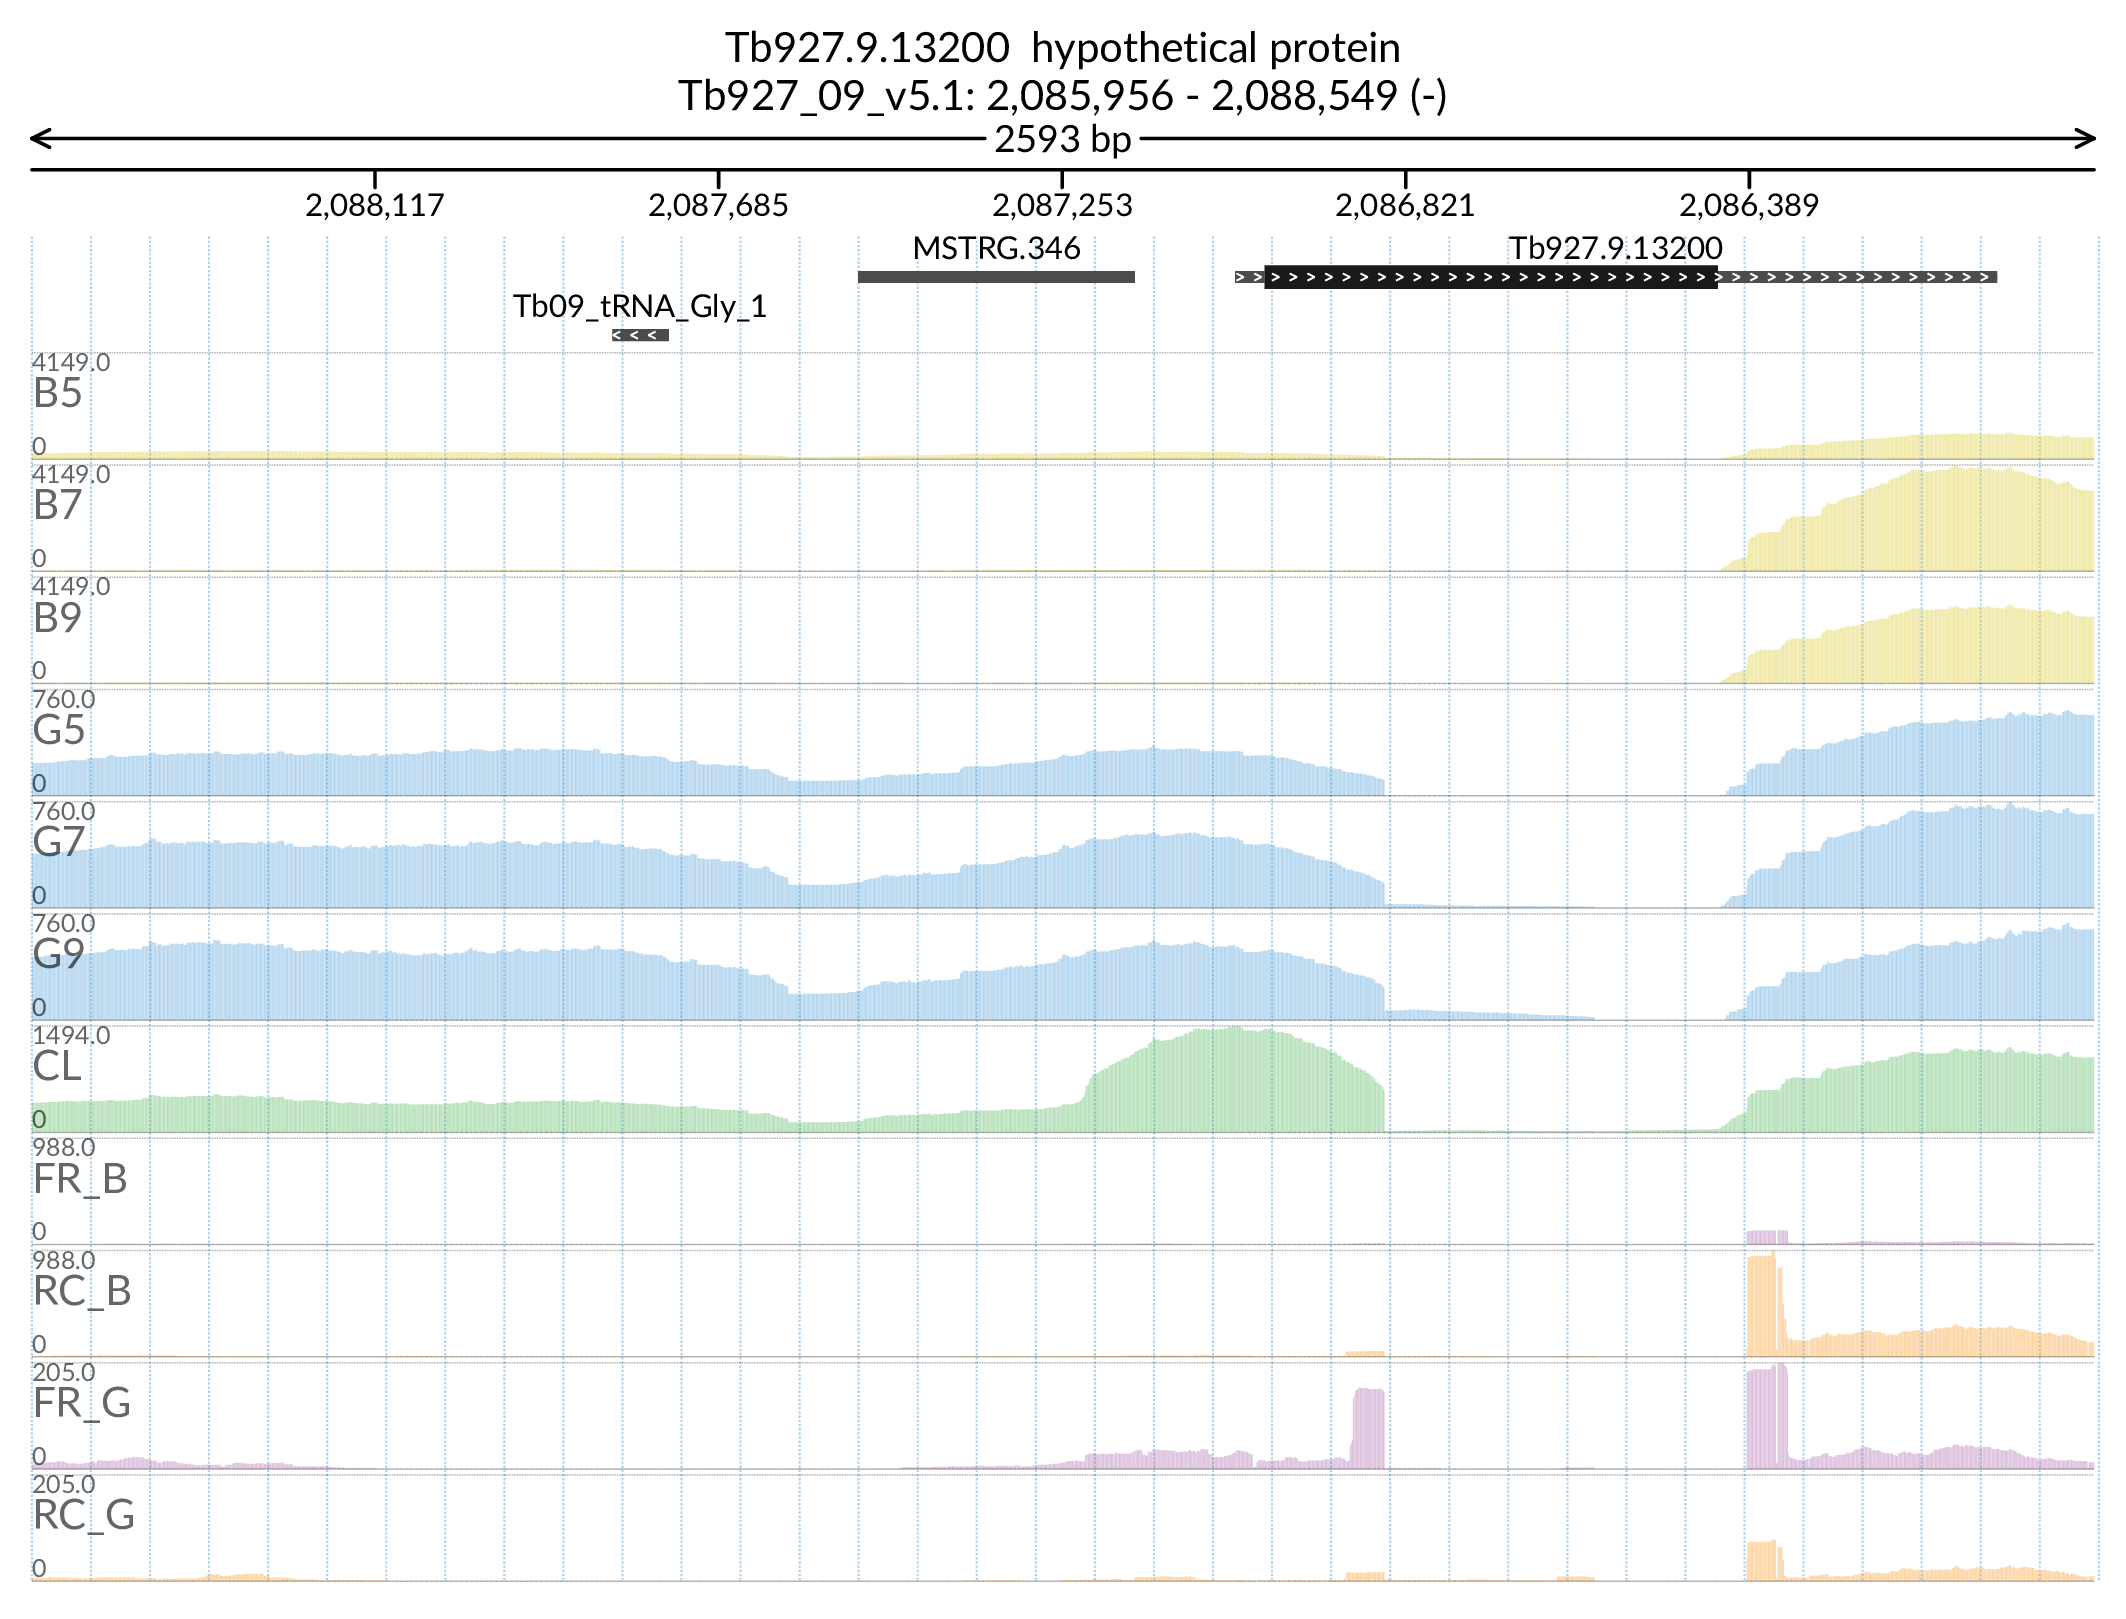 Tb927.9.13200 hypothetical protein
Tb927_09_v5.1: 2,085,956 - 2,088,549 (-)
2593 bp
2,088,117 2,087,685 2,087,253 2,086,821 2,086,389
MSTRG.346 Tb927.9.13200
Tb09_tRNA_Gly_1
4149.0
B5
0
4149.0
B7
0
4149.0
B9
0
760.0
G5
0
760.0
G7
0
760.0
G9
0
1494.0
CL
0
988.0
FR_B
0
988.0
RC_B
0
205.0
FR_G
0
205.0
RC_G
0